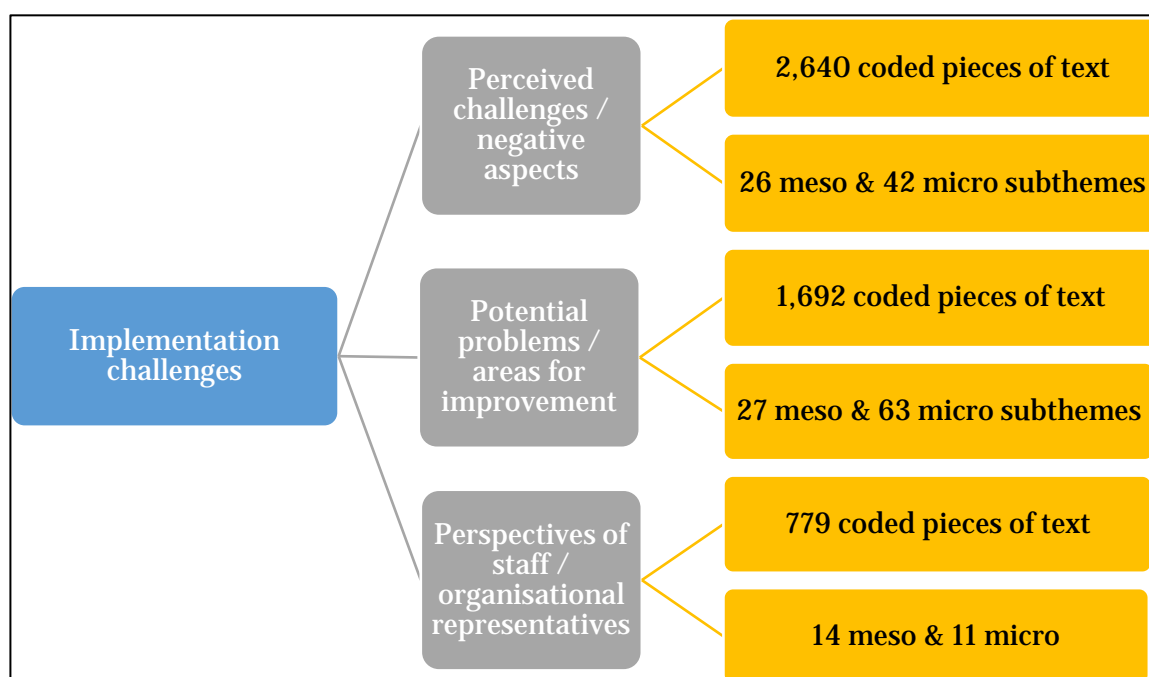 Implementation
challenges
Perceived
challenges /
negative
aspects
2,640 coded pieces of text
26 meso & 42 micro subthemes
Potential
problems /
areas for
improvement
1,692 coded pieces of text
27 meso & 63 micro subthemes
Perspectives of
staff /
organisational
representatives
779 coded pieces of text
14 meso & 11 micro